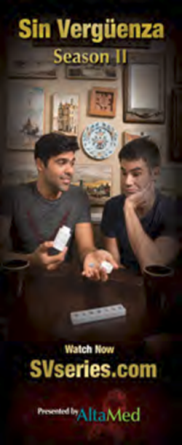 Sin Vergüenza
Season II
Watch Now
SVseries.com
Presented by AltaMed